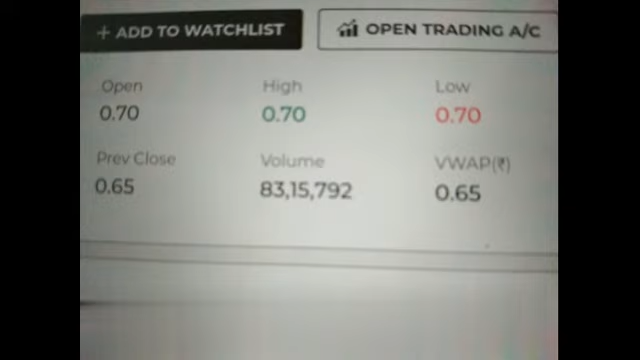 + ADD TO WATCHLIST OPEN TRADING A/C
Open High Low
0.70 0.70 0.70
Prev Close Volume VWAP(₹)
0.65 83,15,792 0.65